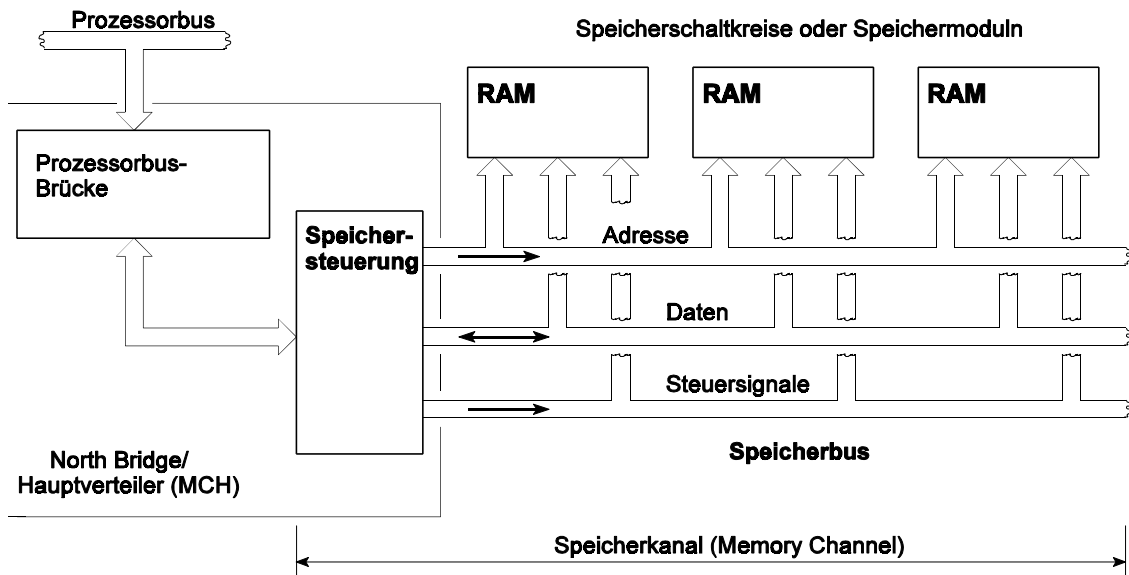 Prozessorbus
Speicherschaltkreise oder Speichermoduln
RAM
RAM
RAM
Prozessorbus-
Brücke
Speicher-
steuerung
Adresse
Daten
Steuersignale
Speicherbus
North Bridge/
Hauptverteiler (MCH)
Speicherkanal (Memory Channel)